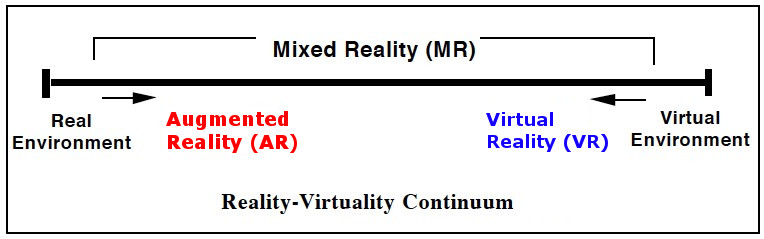 Mixed Reality (MR)
Real
Environment
Augmented
Reality (AR)
Virtual
Reality (VR)
Virtual
Environment
Reality-Virtuality Continuum